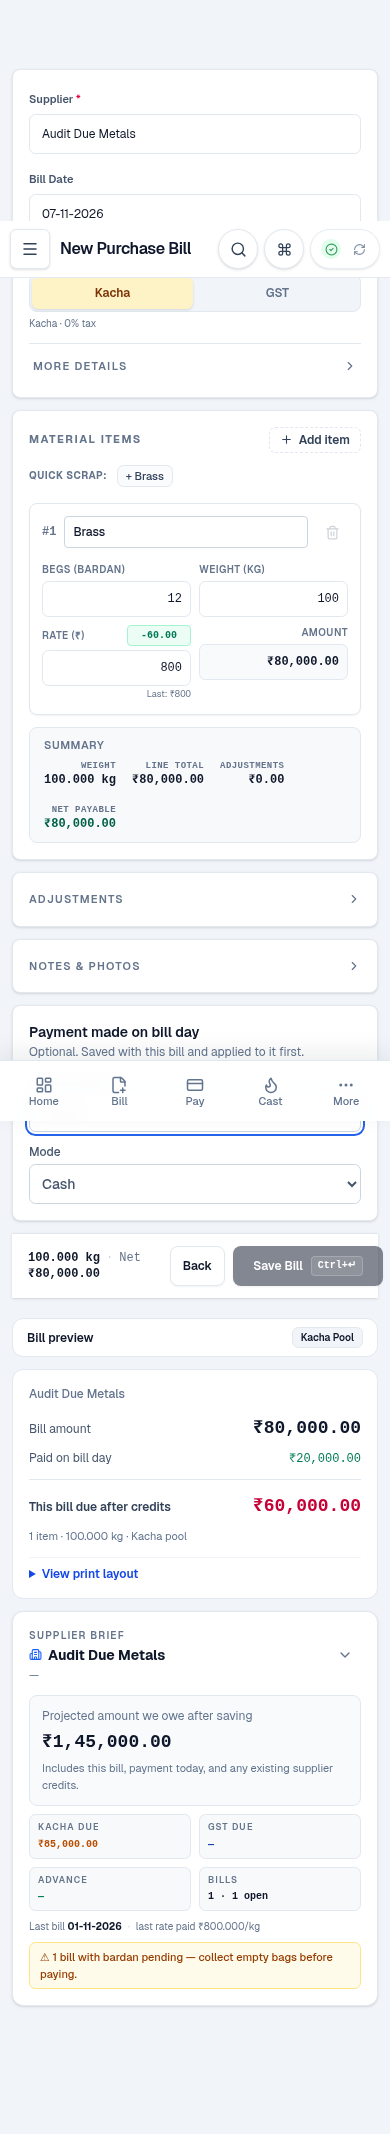 Supplier *
Audit Due Metals
Bill Date
07-11-2026
New Purchase Bill
Kacha GST
Kacha · 0% tax
MORE DETAILS
MATERIAL ITEMS
+ Add item
QUICK SCRAP: + Brass
#1 Brass
BEGS (BARDAN) WEIGHT (KG)
12 100
RATE (₹) -60.00 AMOUNT
800 ₹80,000.00
Last: ₹800
SUMMARY
WEIGHT LINE TOTAL ADJUSTMENTS
100.000 kg ₹80,000.00 ₹0.00
NET PAYABLE
₹80,000.00
ADJUSTMENTS
NOTES & PHOTOS
Payment made on bill day
Optional. Saved with this bill and applied to it first.
Home Bill Pay Cast More
Mode
Cash
100.000 kg · Net
₹80,000.00
Back
Save Bill Ctrl+↵
Bill preview Kacha Pool
Audit Due Metals
Bill amount ₹80,000.00
Paid on bill day ₹20,000.00
This bill due after credits ₹60,000.00
1 item · 100.000 kg · Kacha pool
▶ View print layout
SUPPLIER BRIEF
Audit Due Metals
—
Projected amount we owe after saving
₹1,45,000.00
Includes this bill, payment today, and any existing supplier
credits.
KACHA DUE GST DUE
₹85,000.00 —
ADVANCE BILLS
— 1 · 1 open
Last bill 01-11-2026 · last rate paid ₹800.000/kg
⚠ 1 bill with bardan pending — collect empty bags before
paying.